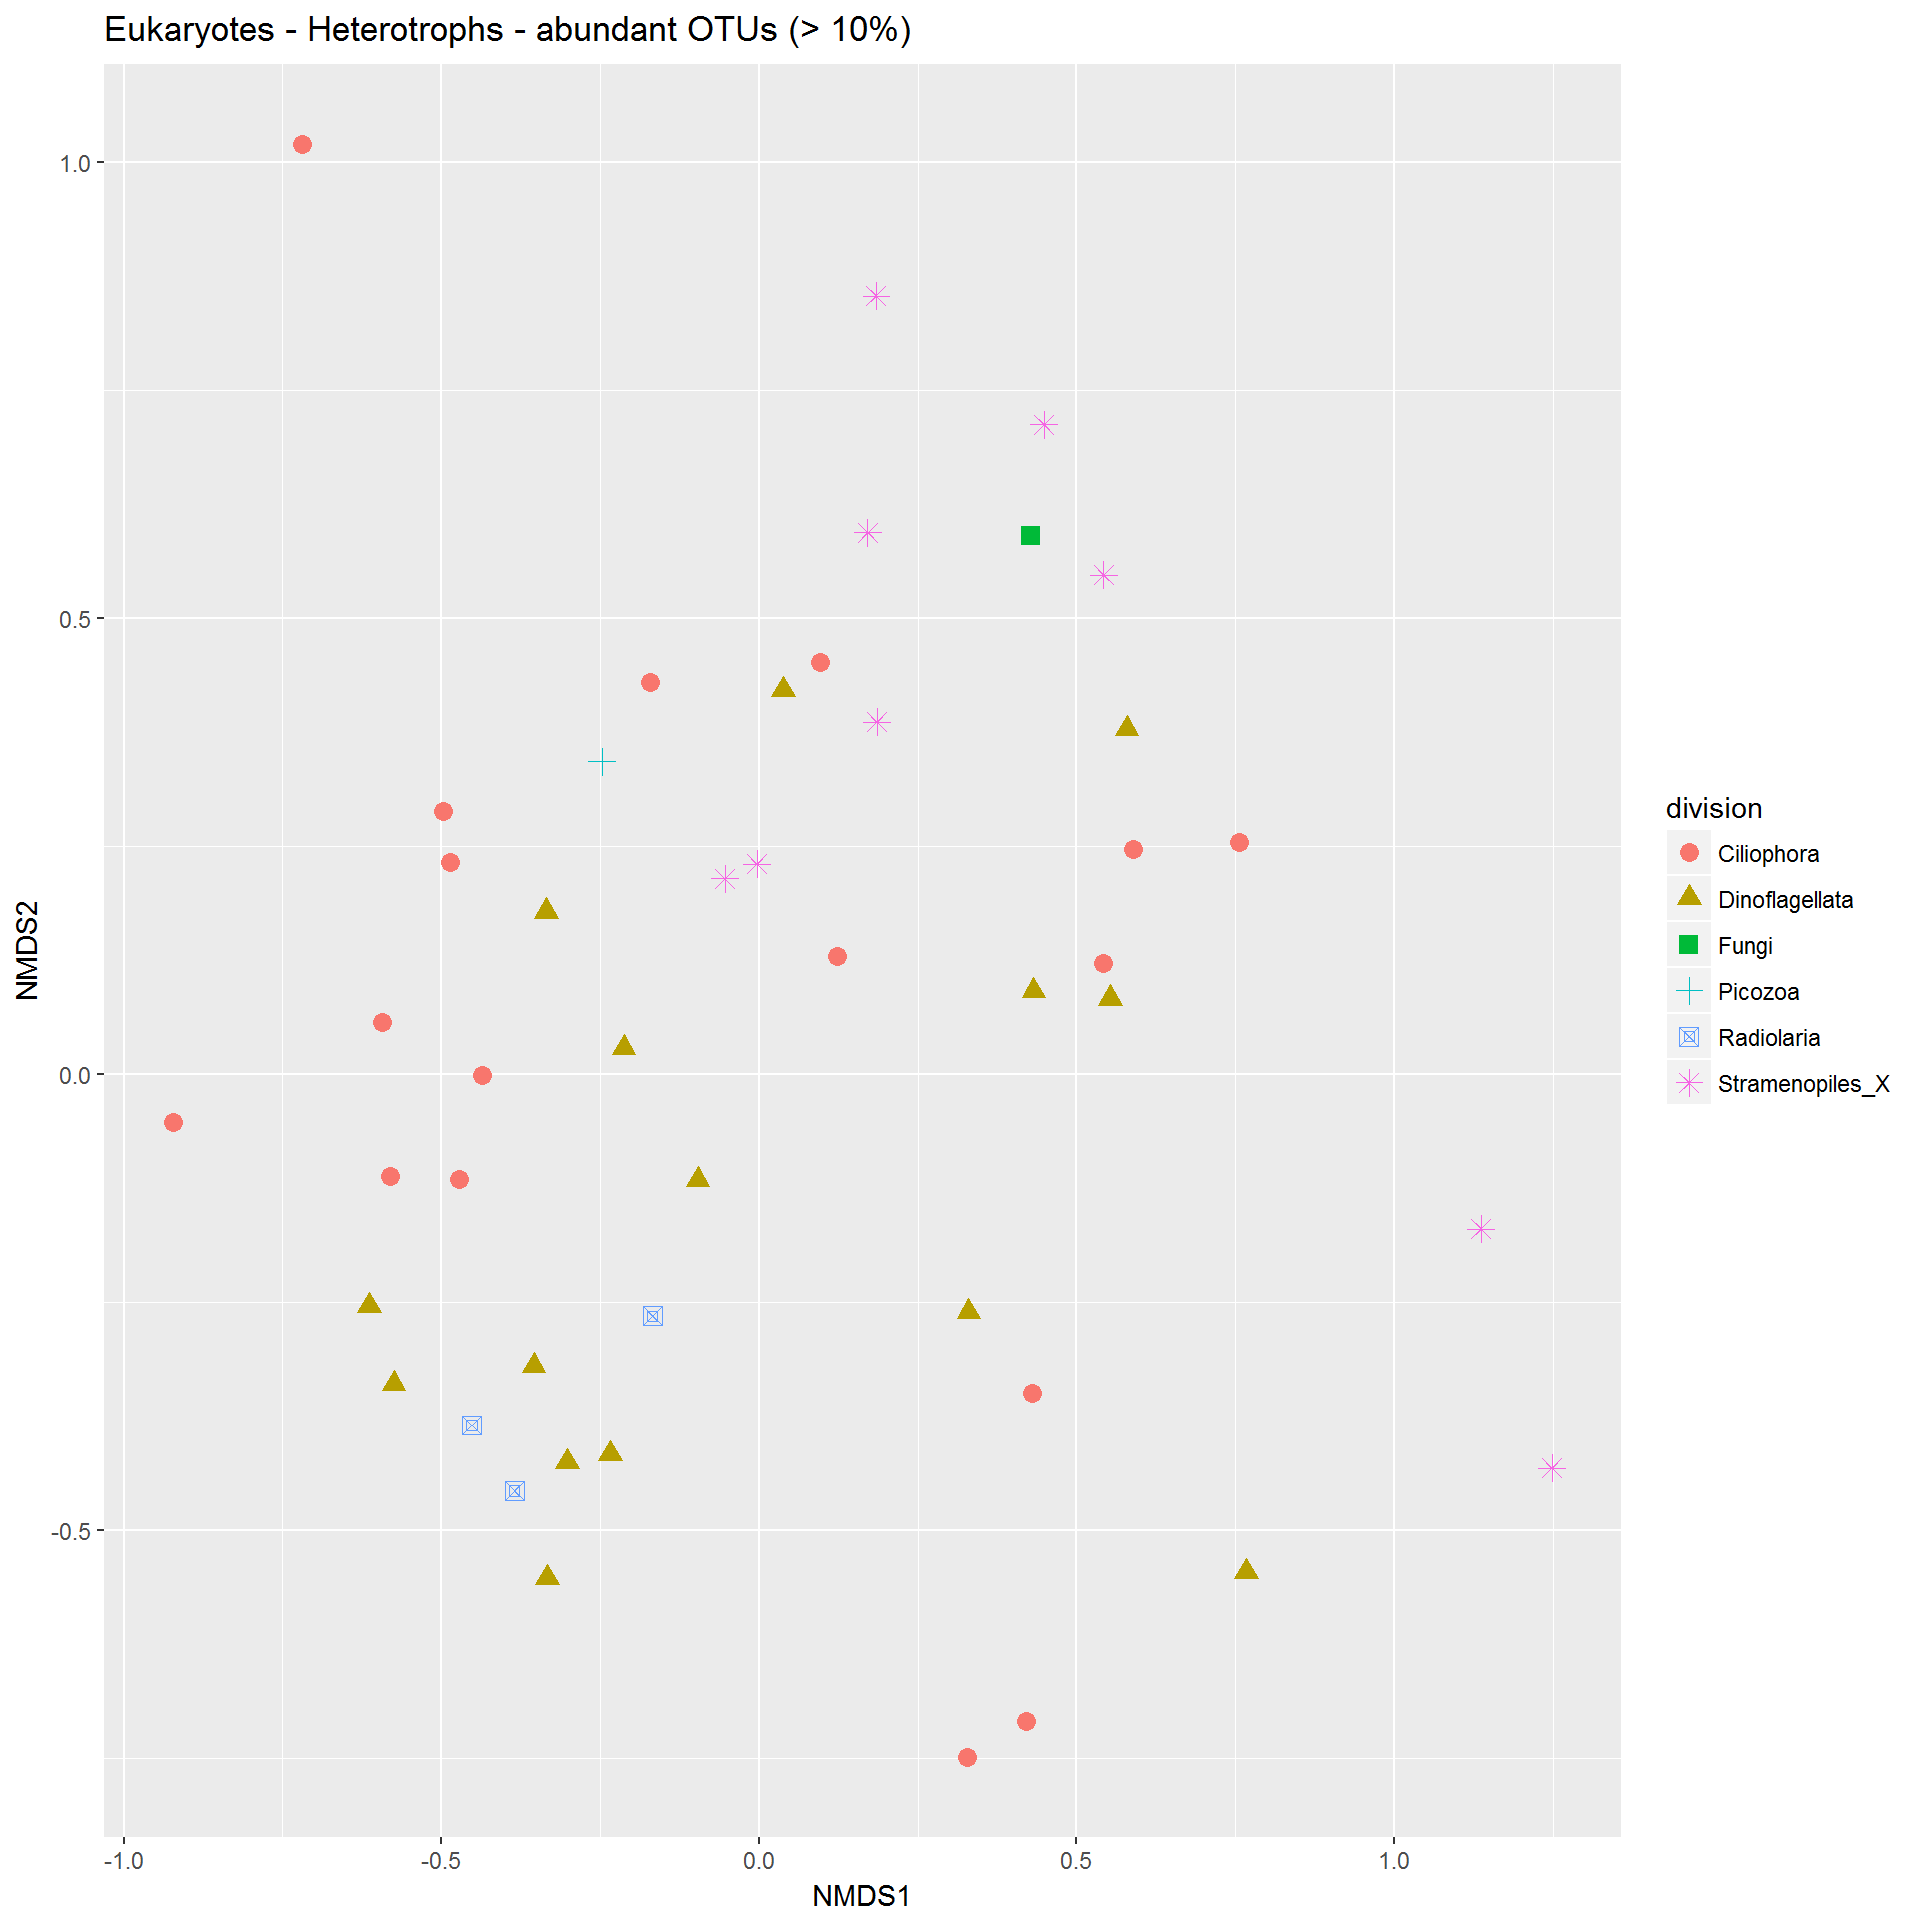 Eukaryotes - Heterotrophs - abundant OTUs (> 10%)
1.0
0.5
0.0
-0.5
NMDS2
-1.0
-0.5
0.0
0.5
1.0
NMDS1
division
Ciliophora
Dinoflagellata
Fungi
Picozoa
Radiolaria
Stramenopiles_X